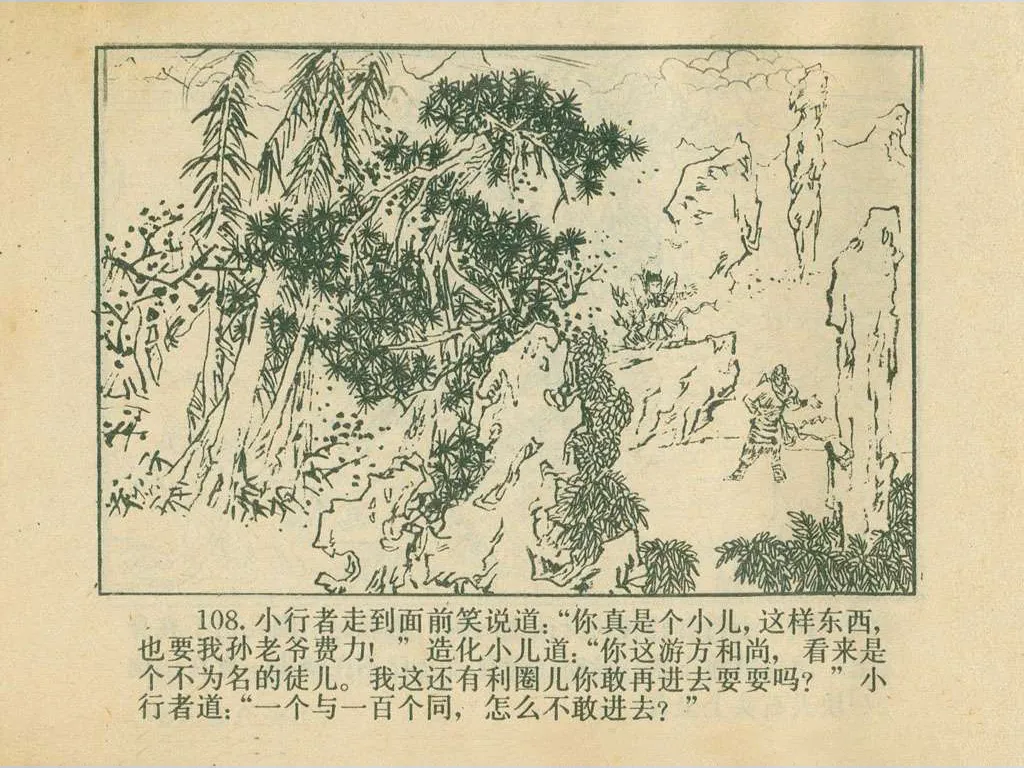 108. 小行者走到面前笑说道：“你真是个小儿，这样东西，
也要我孙老爷费力！” 造化小儿道：“你这游方和尚，看来是
个不为名的徒儿。我这还有利圈儿你敢再进去耍耍吗？” 小
行者道：“一个与一百个同，怎么不敢进去？”